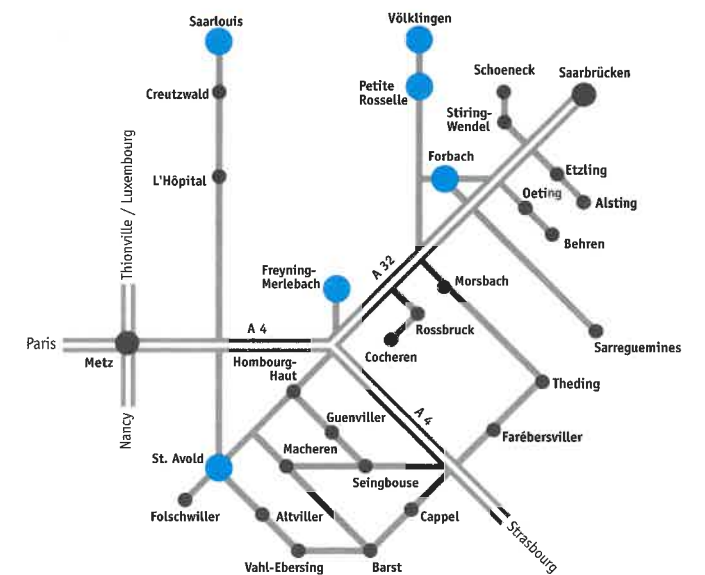 Saarlouis
Völklingen
Schoeneck
Saarbrücken
Creutzwald
Petite
Rosselle
Stiring-
Wendel
Thionville / Luxembourg
L'Hôpital
Forbach
Etzling
Oeting
Alsting
Behren
Freyning-
Merlebach
A 32
Morsbach
Rossbruck
A 4
Paris
Metz
Hombourg-
Haut
Cocheren
Sarreguemines
Nancy
Theding
A 4
Guenviller
Farébersviller
Macheren
St. Avold
Seingbouse
Folschwiller
Altviller
Cappel
Strasbourg
Vahl-Ebersing
Barst